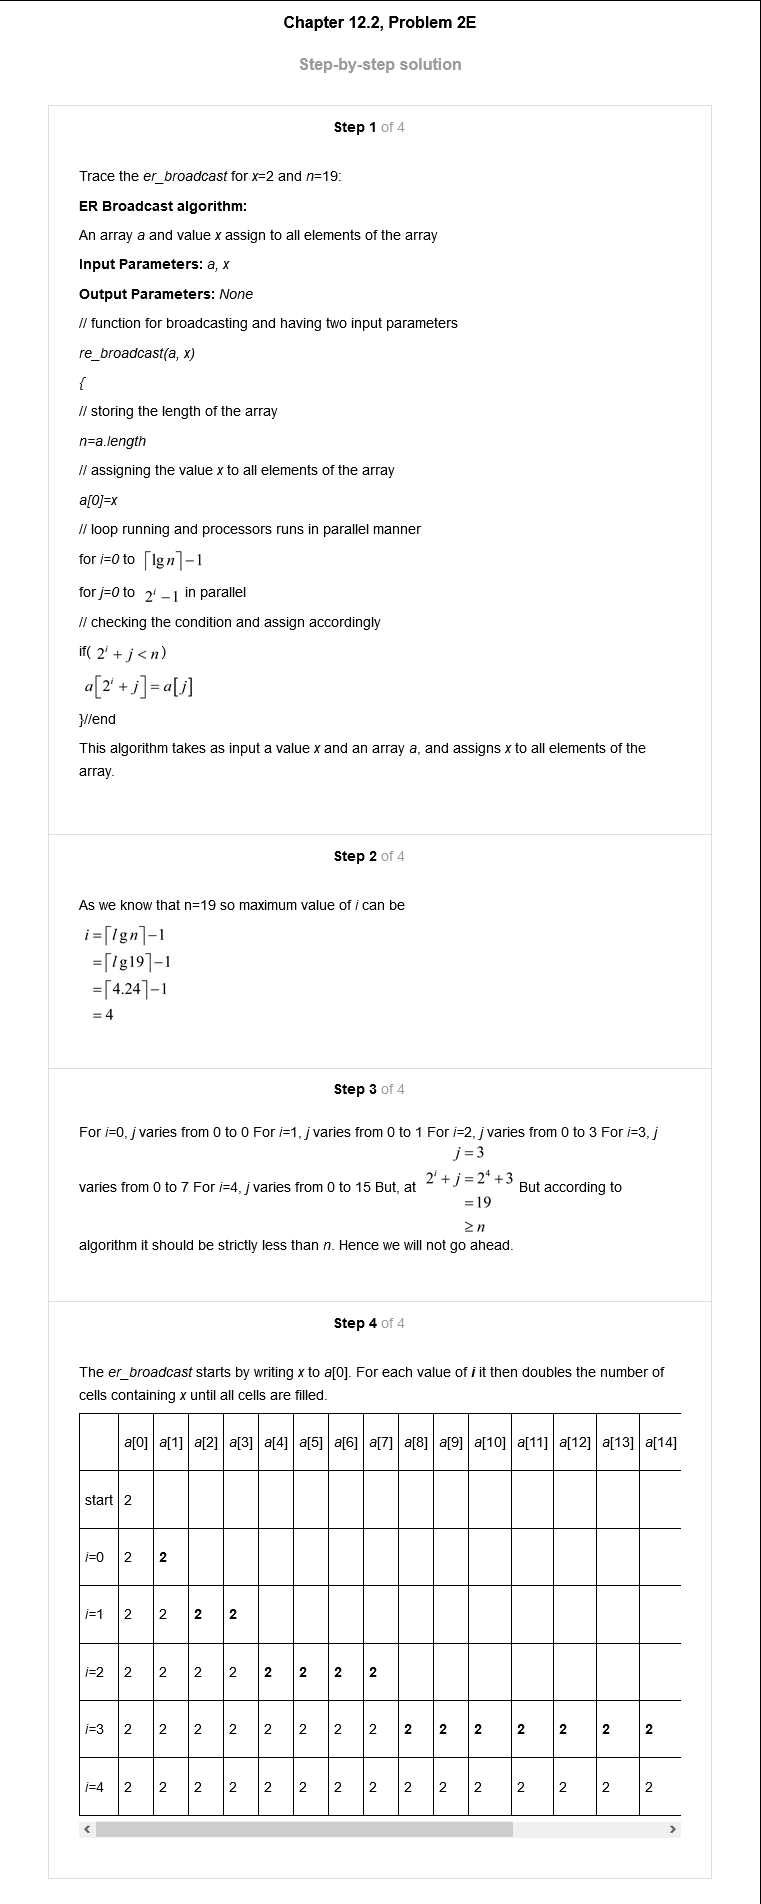 Chapter 12.2, Problem 2E
Step-by-step solution
Step 1 of 4
Trace the er_broadcast for x=2 and n=19:
ER Broadcast algorithm:
An array a and value x assign to all elements of the array
Input Parameters: a, x
Output Parameters: None
// function for broadcasting and having two input parameters
re_broadcast(a, x)
{
// storing the length of the array
n=a.length
// assigning the value x to all elements of the array
a[0]=x
// loop running and processors runs in parallel manner
for i=0 to ⌈lg n⌉−1
for j=0 to 2^i −1 in parallel
// checking the condition and assign accordingly
if( 2^i + j < n)
a[2^i + j] = a[j]
}//end
This algorithm takes as input a value x and an array a, and assigns x to all elements of the
array.
Step 2 of 4
As we know that n=19 so maximum value of i can be
i = ⌈lg n⌉−1
= ⌈lg19⌉−1
= ⌈4.24⌉−1
= 4
Step 3 of 4
For i=0, j varies from 0 to 0 For i=1, j varies from 0 to 1 For i=2, j varies from 0 to 3 For i=3, j
j = 3
varies from 0 to 7 For i=4, j varies from 0 to 15 But, at 2^i + j = 2^4 + 3 But according to
= 19
≥ n
algorithm it should be strictly less than n. Hence we will not go ahead.
Step 4 of 4
The er_broadcast starts by writing x to a[0]. For each value of i it then doubles the number of
cells containing x until all cells are filled.
a[0] a[1] a[2] a[3] a[4] a[5] a[6] a[7] a[8] a[9] a[10] a[11] a[12] a[13] a[14]
start 2
i=0 2 2
i=1 2 2 2 2
i=2 2 2 2 2 2 2 2 2
i=3 2 2 2 2 2 2 2 2 2 2 2 2 2 2 2
i=4 2 2 2 2 2 2 2 2 2 2 2 2 2 2 2